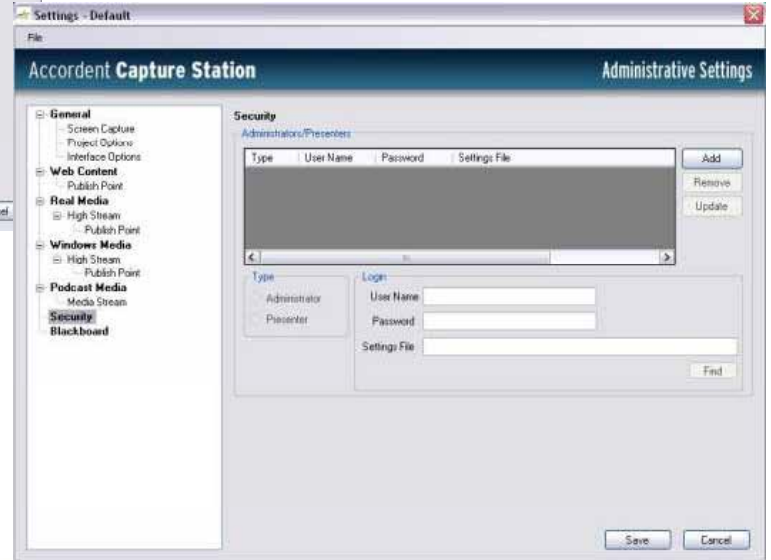 Settings - Default
File
Accordent Capture Station
Administrative Settings
General
Screen Capture
Project Options
Interface Options
Web Content
Publish Point
Real Media
High Stream
Publish Point
Windows Media
High Stream
Publish Point
Podcast Media
Media Stream
Security
Blackboard
Security
Administrators/Presenters
Type User Name Password Settings File
Add
Remove
Update
Type
Administrator
Presenter
Login
User Name
Password
Settings File
Find
Save Cancel